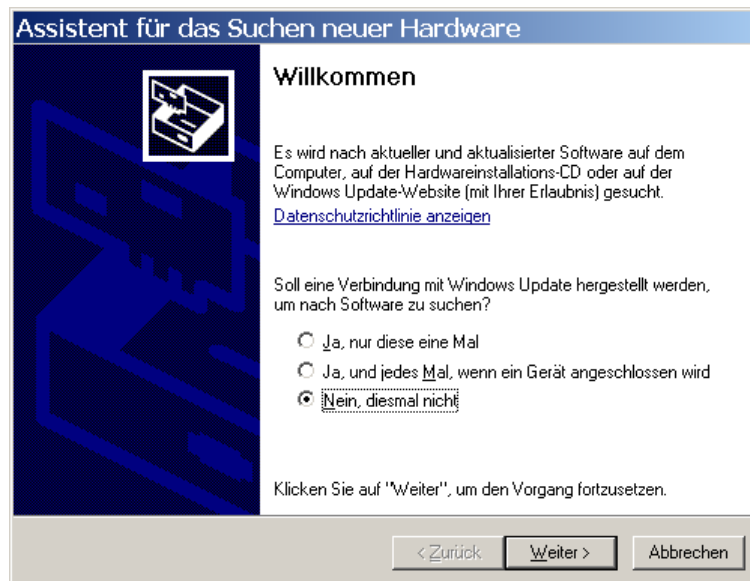 Assistent für das Suchen neuer Hardware
Willkommen
Es wird nach aktueller und aktualisierter Software auf dem
Computer, auf der Hardwareinstallations-CD oder auf der
Windows Update-Website (mit Ihrer Erlaubnis) gesucht.
Datenschutzrichtlinie anzeigen
Soll eine Verbindung mit Windows Update hergestellt werden,
um nach Software zu suchen?
Ja, nur diese eine Mal
Ja, und jedes Mal, wenn ein Gerät angeschlossen wird
Nein, diesmal nicht
Klicken Sie auf "Weiter", um den Vorgang fortzusetzen.
< Zurück Weiter > Abbrechen